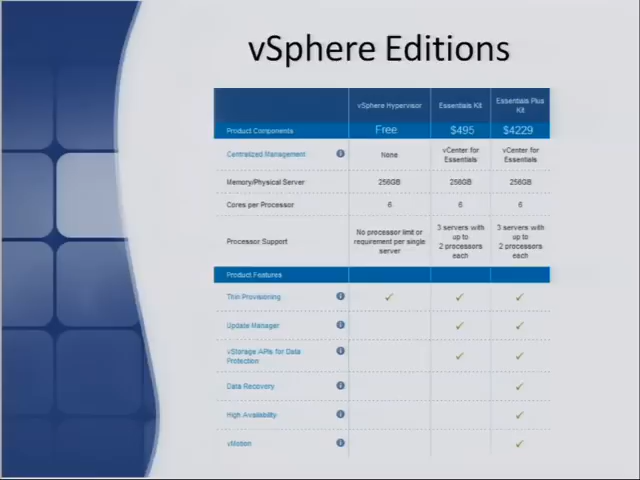 vSphere Editions
vSphere Hypervisor
Essentials Kit
Essentials Plus
Kit
Product Components
Free
$495
$4229
Centralized Management
None
vCenter for
Essentials
vCenter for
Essentials
Memory/Physical Server
256GB
256GB
256GB
Cores per Processor
6
6
6
Processor Support
No processor limit or
requirement per single
server
3 servers with
up to
2 processors
each
3 servers with
up to
2 processors
each
Product Features
Thin Provisioning
Update Manager
vStorage APIs for Data
Protection
Data Recovery
High Availability
vMotion